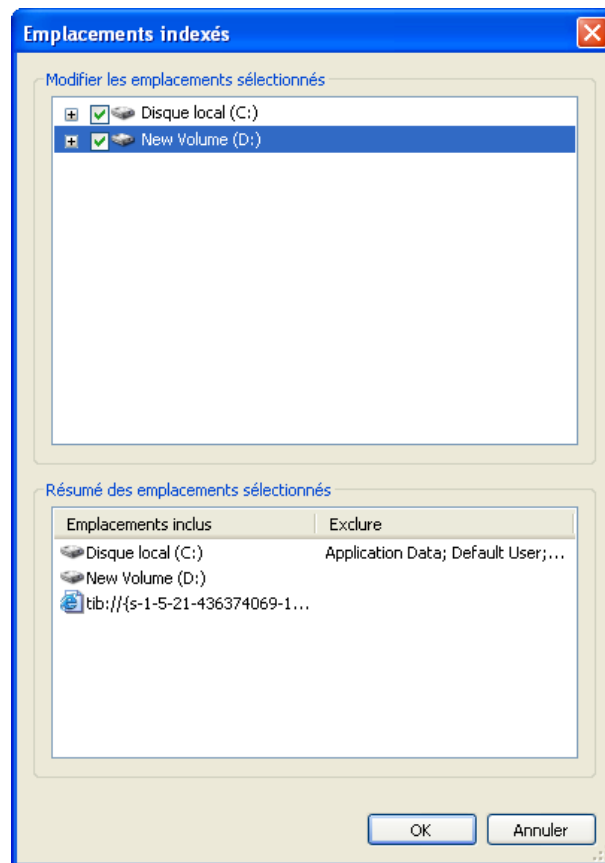 Emplacements indexés
Modifier les emplacements sélectionnés
Disque local (C:)
New Volume (D:)
Résumé des emplacements sélectionnés
Emplacements inclus Exclure
Disque local (C:) Application Data; Default User;...
New Volume (D:)
tib://{s-1-5-21-436374069-1...
OK Annuler